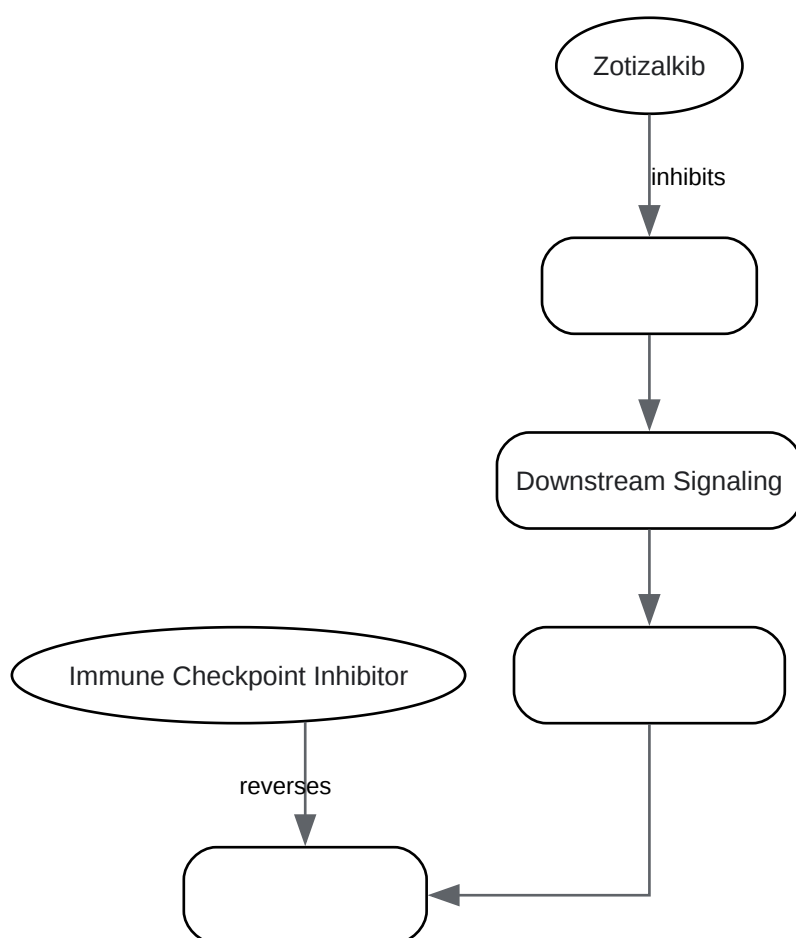 Zotizalkib
inhibits
Downstream Signaling
Immune Checkpoint Inhibitor
reverses